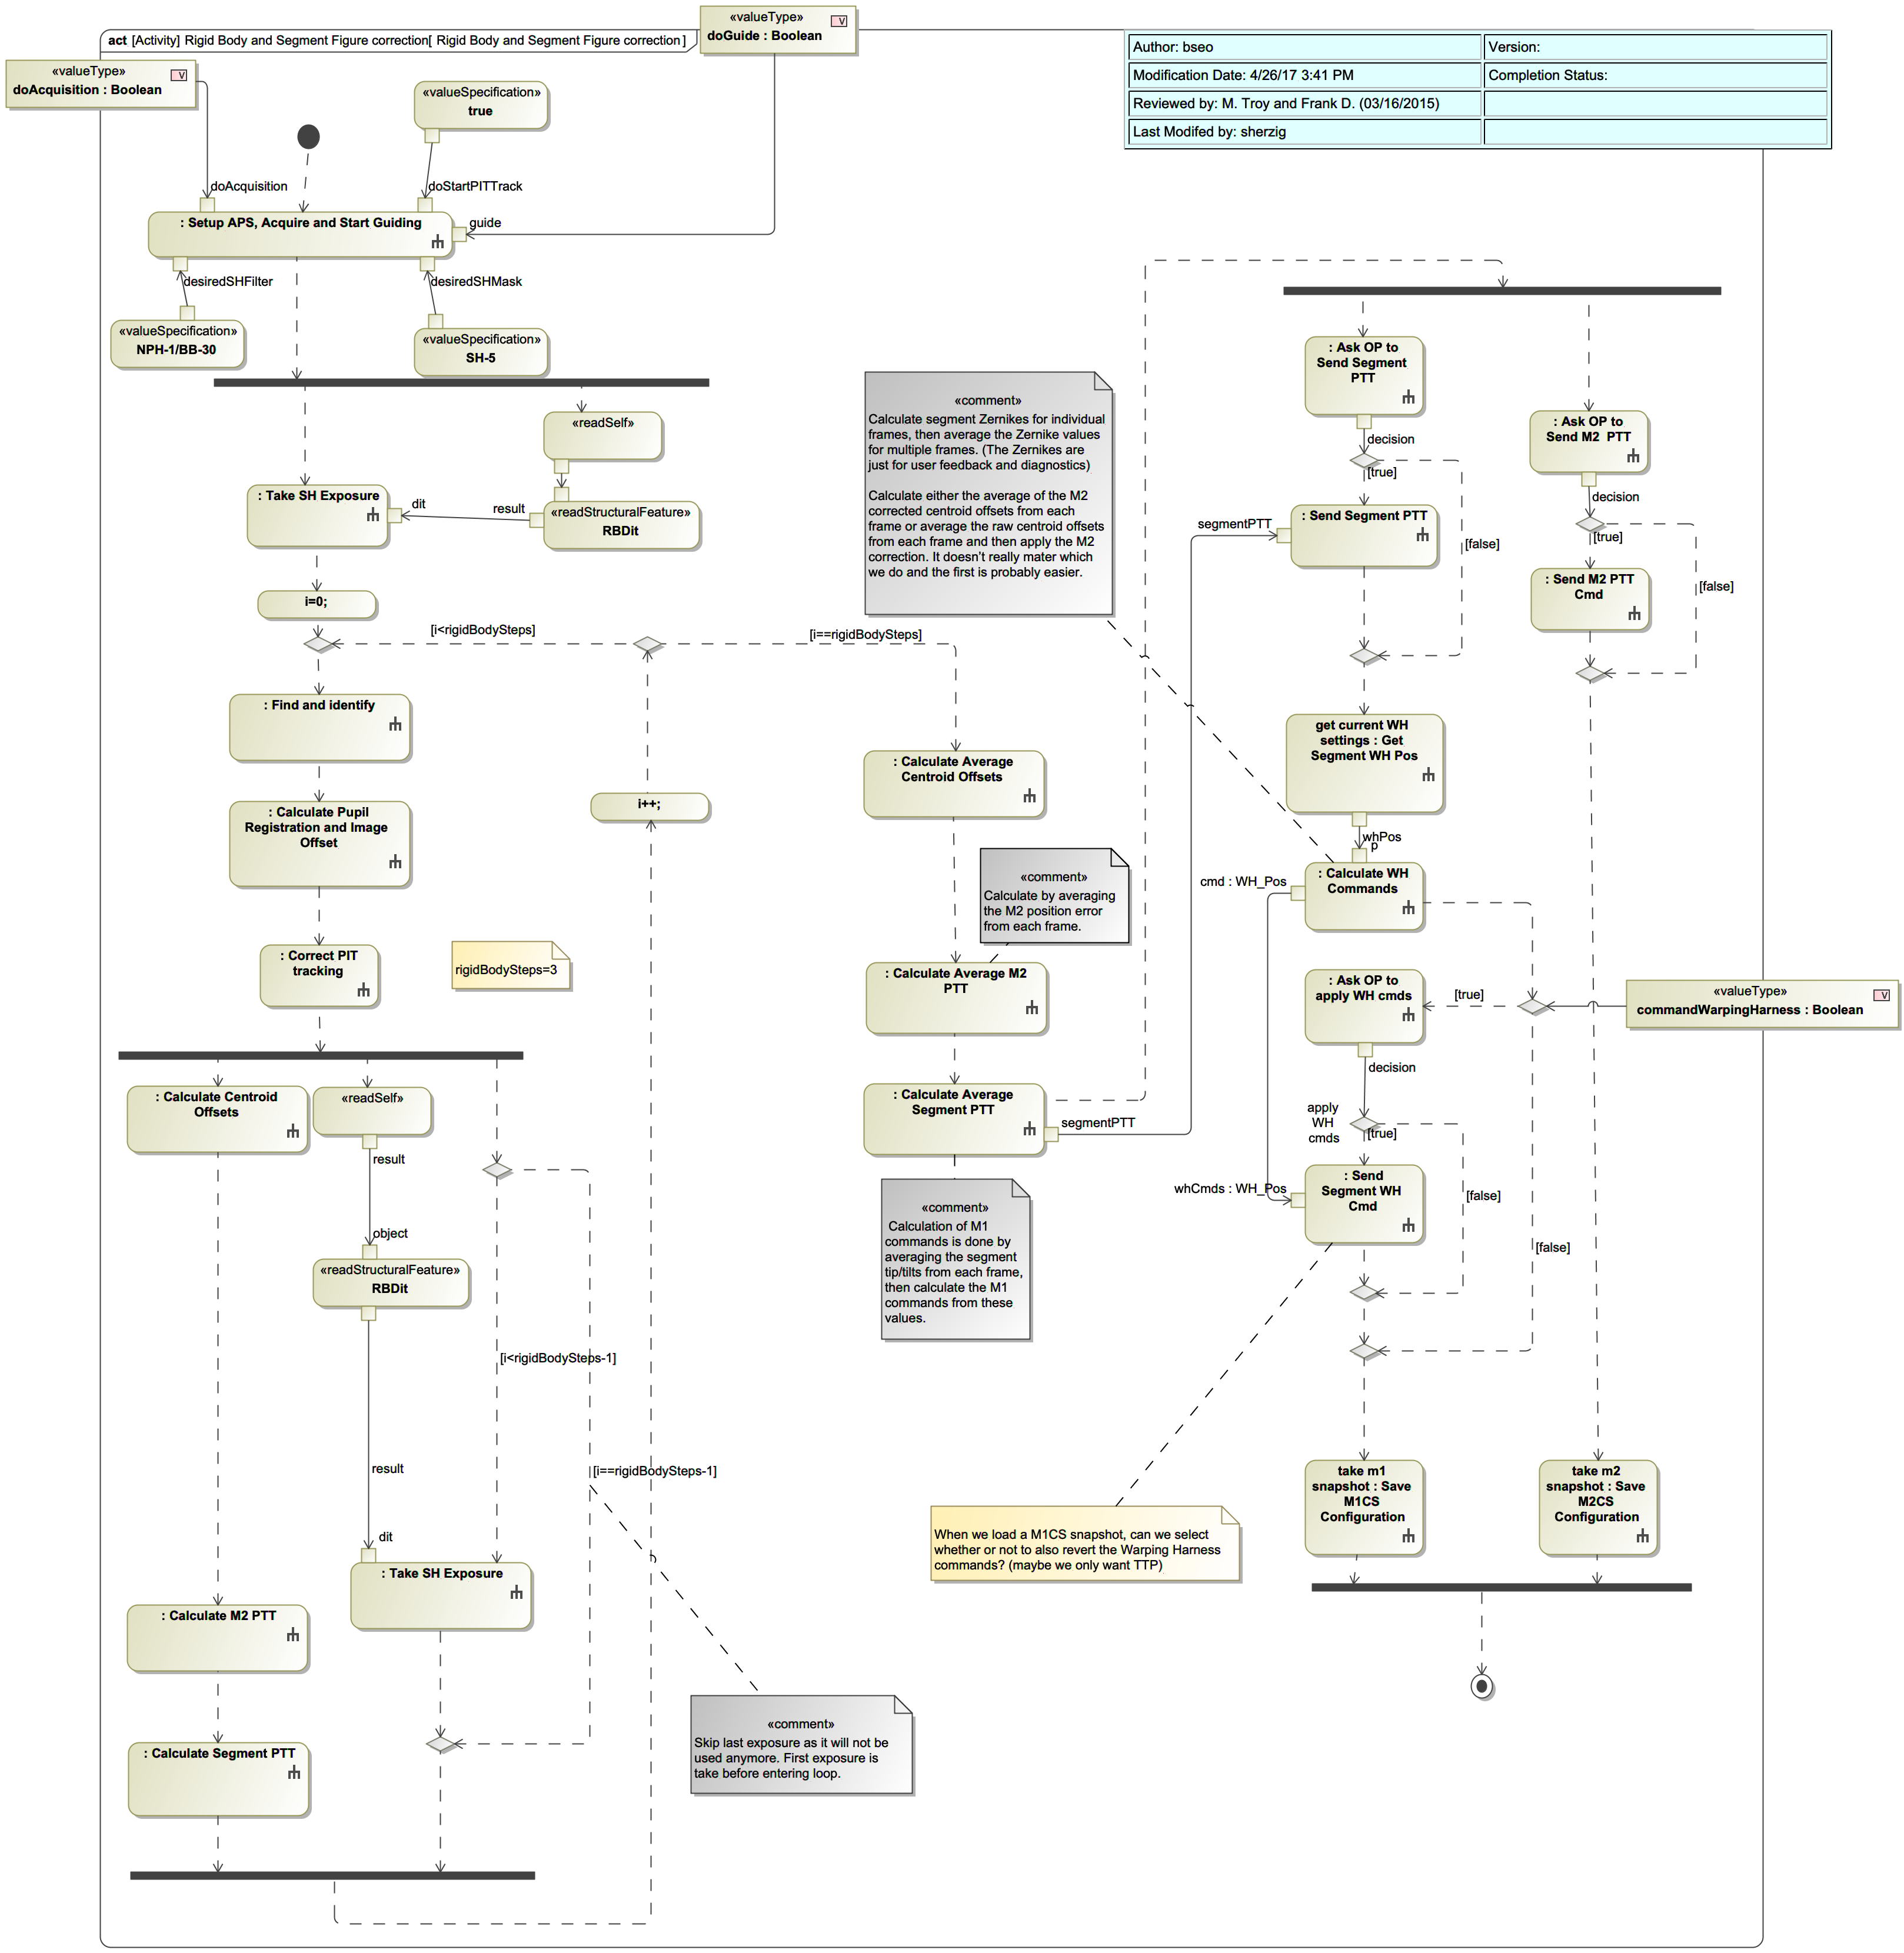 «valueType»
doGuide : Boolean
V
act [Activity] Rigid Body and Segment Figure correction[ Rigid Body and Segment Figure correction ]
«valueType»
doAcquisition : Boolean
V
Author: bseo
Version:
Modification Date: 4/26/17 3:41 PM
Completion Status:
Reviewed by: M. Troy and Frank D. (03/16/2015)
Last Modifed by: sherzig
«valueSpecification»
true
doAcquisition
doStartPITTrack
: Setup APS, Acquire and Start Guiding
guide
desiredSHFilter
desiredSHMask
«valueSpecification»
NPH-1/BB-30
«valueSpecification»
SH-5
«readSelf»
: Take SH Exposure
dit
result
«readStructuralFeature»
RBDit
i=0;
[i<rigidBodySteps]
[i==rigidBodySteps]
: Find and identify
: Calculate Pupil
Registration and Image
Offset
i++;
: Correct PIT
tracking
rigidBodySteps=3
: Calculate Centroid
Offsets
«readSelf»
result
object
«readStructuralFeature»
RBDit
[i<rigidBodySteps-1]
[i==rigidBodySteps-1]
result
dit
: Take SH Exposure
: Calculate M2 PTT
: Calculate Segment PTT
«comment»
Skip last exposure as it will not be
used anymore. First exposure is
take before entering loop.
«comment»
Calculate segment Zernikes for individual
frames, then average the Zernike values
for multiple frames. (The Zernikes are
just for user feedback and diagnostics)
Calculate either the average of the M2
corrected centroid offsets from each
frame or average the raw centroid offsets
from each frame and then apply the M2
correction. It doesn't really mater which
we do and the first is probably easier.
: Calculate Average
Centroid Offsets
«comment»
Calculate by averaging
the M2 position error
from each frame.
: Calculate Average M2
PTT
: Calculate Average
Segment PTT
segmentPTT
«comment»
Calculation of M1
commands is done by
averaging the segment
tip/tilts from each frame,
then calculate the M1
commands from these
values.
: Ask OP to
Send Segment
PTT
decision
[true]
segmentPTT
: Send Segment PTT
[false]
: Ask OP to
Send M2 PTT
decision
[true]
: Send M2 PTT
Cmd
[false]
get current WH
settings : Get
Segment WH Pos
whPos
p
cmd : WH_Pos
: Calculate WH
Commands
: Ask OP to
apply WH cmds
[true]
«valueType»
commandWarpingHarness : Boolean
V
decision
apply
WH
cmds
[true]
whCmds : WH_Pos
: Send
Segment WH
Cmd
[false]
[false]
When we load a M1CS snapshot, can we select
whether or not to also revert the Warping Harness
commands? (maybe we only want TTP)
take m1
snapshot : Save
M1CS
Configuration
take m2
snapshot : Save
M2CS
Configuration